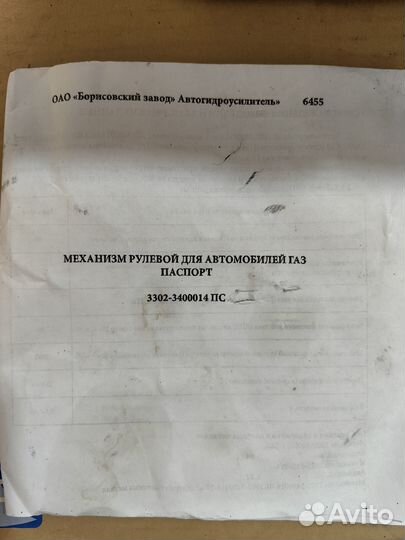 ОАО «Борисовский завод» Автогидроусилитель» 6455
МЕХАНИЗМ РУЛЕВОЙ ДЛЯ АВТОМОБИЛЕЙ ГАЗ
ПАСПОРТ
3302-3400014 ПС
Avito